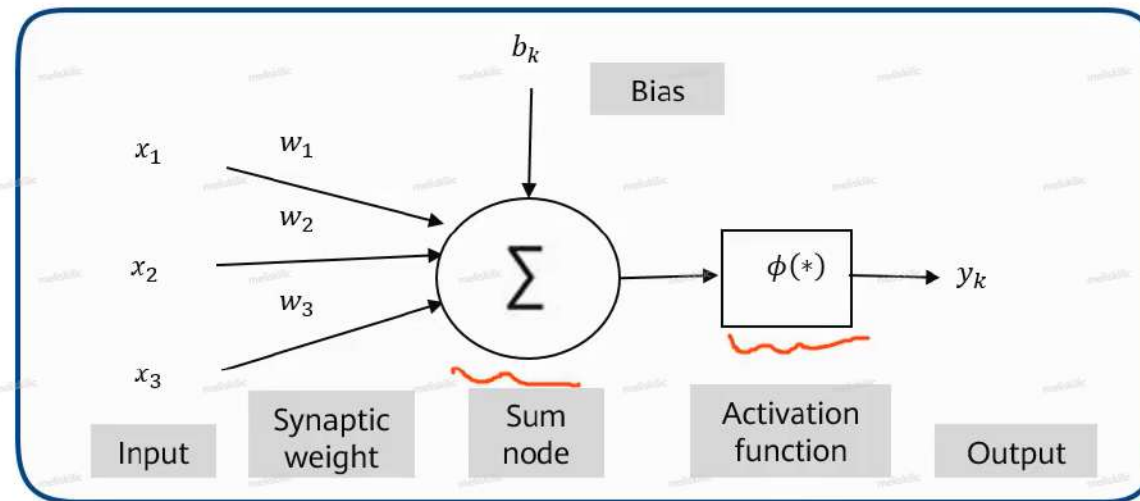 b_k
Bias
x_1
w_1
w_2
x_2
∑
ϕ(*)
y_k
w_3
x_3
Input
Synaptic
weight
Sum
node
Activation
function
Output